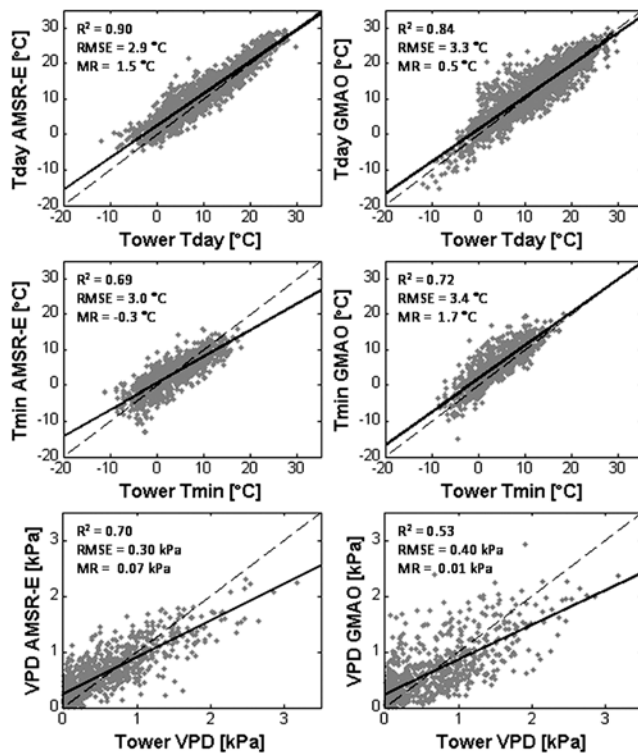 R² = 0.90
RMSE = 2.9 °C
MR = 1.5 °C
Tday AMSR-E [°C]
30
20
10
0
-10
-20
-20 -10 0 10 20 30
Tower Tday [°C]
R² = 0.84
RMSE = 3.3 °C
MR = 0.5 °C
Tday GMAO [°C]
30
20
10
0
-10
-20
-20 -10 0 10 20 30
Tower Tday [°C]
R² = 0.69
RMSE = 3.0 °C
MR = -0.3 °C
Tmin AMSR-E [°C]
30
20
10
0
-10
-20
-20 -10 0 10 20 30
Tower Tmin [°C]
R² = 0.72
RMSE = 3.4 °C
MR = 1.7 °C
Tmin GMAO [°C]
30
20
10
0
-10
-20
-20 -10 0 10 20 30
Tower Tmin [°C]
R² = 0.70
RMSE = 0.30 kPa
MR = 0.07 kPa
VPD AMSR-E [kPa]
3
2
1
0
0 1 2 3
Tower VPD [kPa]
R² = 0.53
RMSE = 0.40 kPa
MR = 0.01 kPa
VPD GMAO [kPa]
3
2
1
0
0 1 2 3
Tower VPD [kPa]